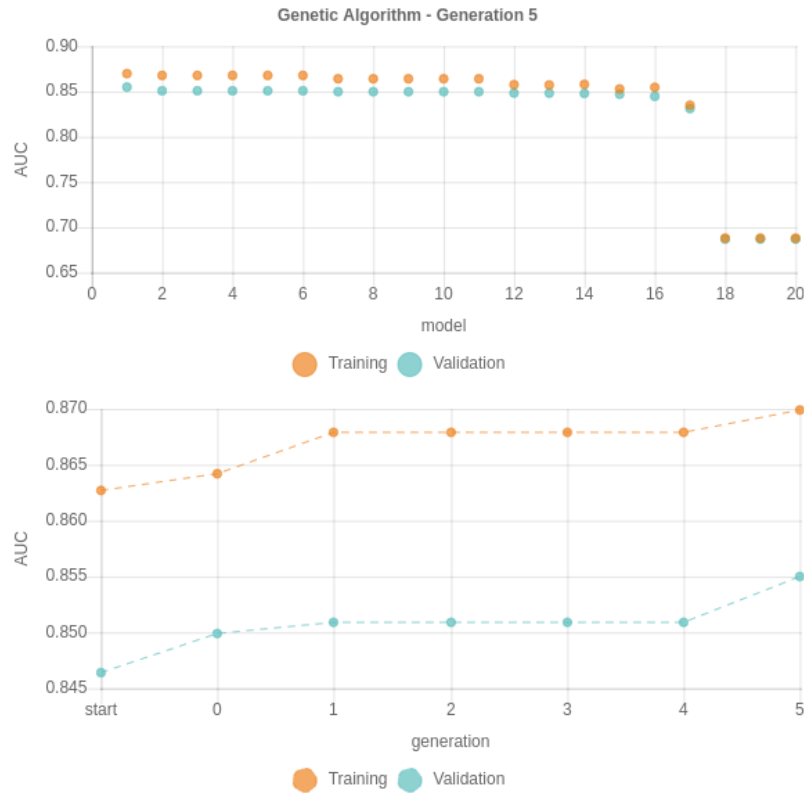 Genetic Algorithm - Generation 5
0.90
0.85
0.80
0.75
0.70
0.65
AUC
0 2 4 6 8 10 12 14 16 18 20
model
Training Validation
0.870
0.865
0.860
0.855
0.850
0.845
AUC
start 0 1 2 3 4 5
generation
Training Validation